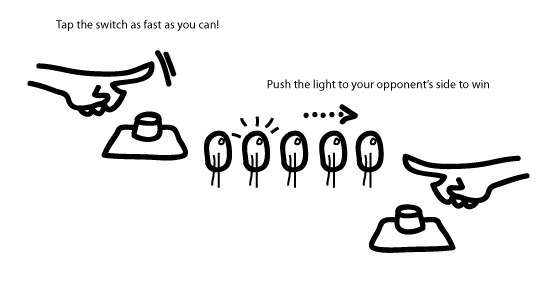 Tap the switch as fast as you can!
Push the light to your opponent's side to win